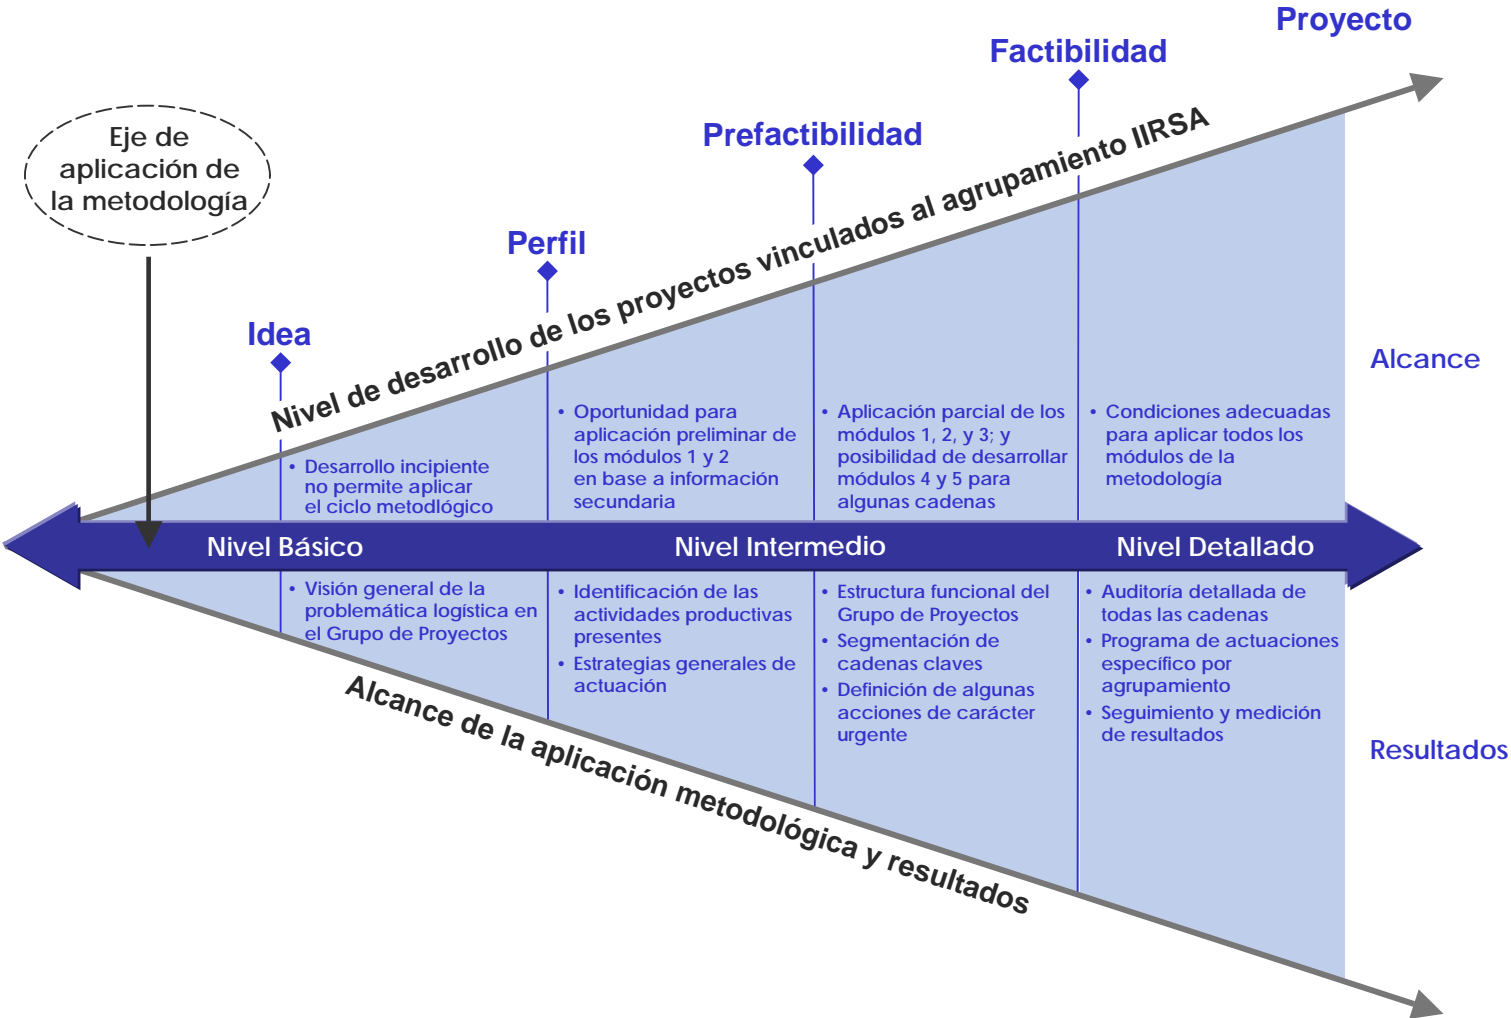 Proyecto
Factibilidad
Prefactibilidad
Perfil
Idea
Eje de
aplicación de
la metodología
Nivel de desarrollo de los proyectos vinculados al agrupamiento IIRSA
Alcance
• Desarrollo incipiente
no permite aplicar
el ciclo metodlógico
• Oportunidad para
aplicación preliminar de
los módulos 1 y 2
en base a información
secundaria
• Aplicación parcial de los
módulos 1, 2, y 3; y
posibilidad de desarrollar
módulos 4 y 5 para
algunas cadenas
• Condiciones adecuadas
para aplicar todos los
módulos de la
metodología
Nivel Básico
Nivel Intermedio
Nivel Detallado
• Visión general de la
problemática logística en
el Grupo de Proyectos
• Identificación de las
actividades productivas
presentes
• Estrategias generales de
actuación
• Estructura funcional del
Grupo de Proyectos
• Segmentación de
cadenas claves
• Definición de algunas
acciones de carácter
urgente
• Auditoría detallada de
todas las cadenas
• Programa de actuaciones
específico por
agrupamiento
• Seguimiento y medición
de resultados
Resultados
Alcance de la aplicación metodológica y resultados